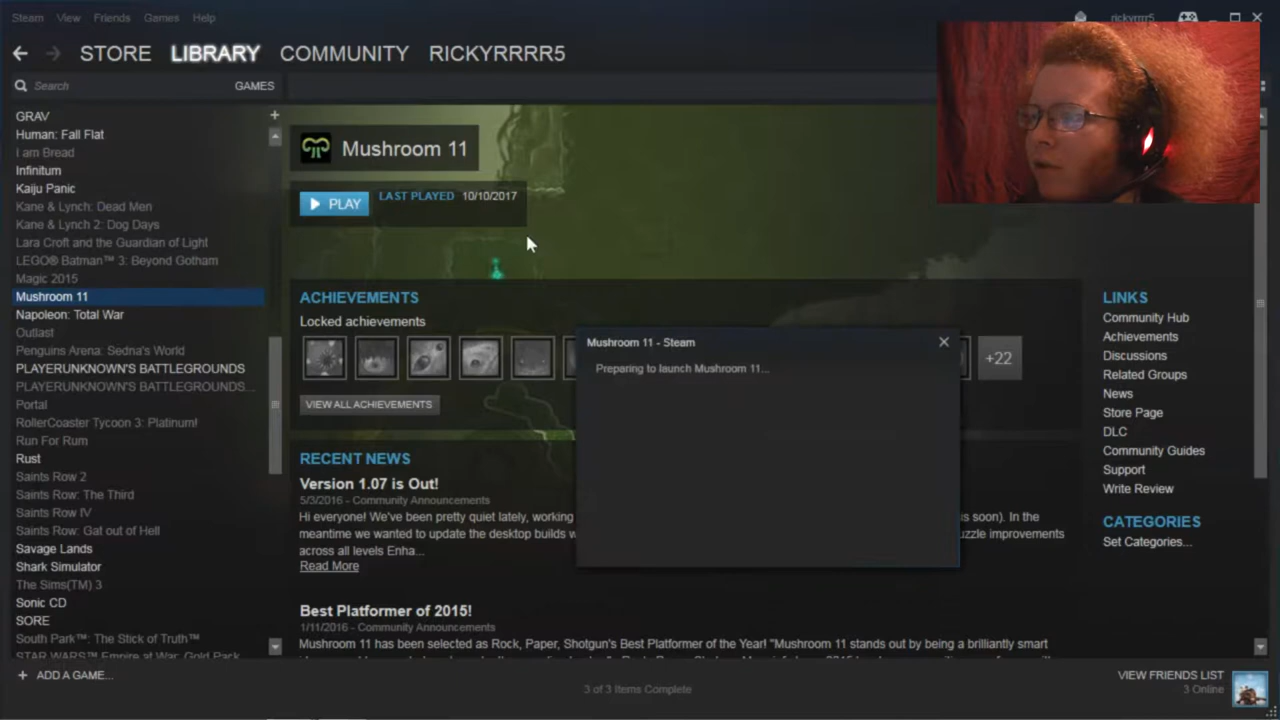 Steam View Friends Games Help rickyrrrr5
STORE LIBRARY COMMUNITY RICKYRRRR5
Search GAMES
GRAV
Human: Fall Flat
I am Bread
Infinitum
Kaiju Panic
Kane & Lynch: Dead Men
Kane & Lynch 2: Dog Days
Lara Croft and the Guardian of Light
LEGO® Batman™ 3: Beyond Gotham
Magic 2015
Mushroom 11
Napoleon: Total War
Outlast
Penguins Arena: Sedna's World
PLAYERUNKNOWN'S BATTLEGROUNDS
PLAYERUNKNOWN'S BATTLEGROUNDS...
Portal
RollerCoaster Tycoon 3: Platinum!
Run For Rum
Rust
Saints Row 2
Saints Row: The Third
Saints Row IV
Saints Row: Gat out of Hell
Savage Lands
Shark Simulator
The Sims(TM) 3
Sonic CD
SORE
South Park™: The Stick of Truth™
STAR WARS™ Empire at War: Gold Pack
Mushroom 11
PLAY LAST PLAYED 10/10/2017
ACHIEVEMENTS
Locked achievements
+22
VIEW ALL ACHIEVEMENTS
Mushroom 11 - Steam
Preparing to launch Mushroom 11...
RECENT NEWS
Version 1.07 is Out!
5/3/2016 - Community Announcements
Hi everyone! We've been pretty quiet lately, working is soon). In the
meantime we wanted to update the desktop builds w uzzle improvements
across all levels Enha...
Read More
Best Platformer of 2015!
1/11/2016 - Community Announcements
Mushroom 11 has been selected as Rock, Paper, Shotgun's Best Platformer of the Year! "Mushroom 11 stands out by being a brilliantly smart
LINKS
Community Hub
Achievements
Discussions
Related Groups
News
Store Page
DLC
Community Guides
Support
Write Review
CATEGORIES
Set Categories...
ADD A GAME...
3 of 3 Items Complete
VIEW FRIENDS LIST
3 Online